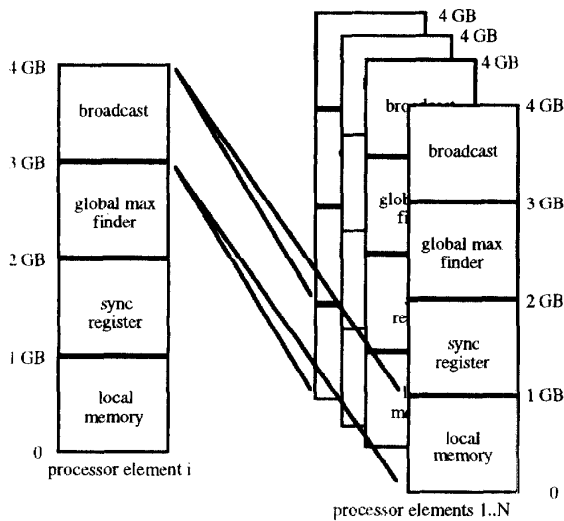 4 GB
broadcast
3 GB
global max
finder
2 GB
sync
register
1 GB
local
memory
0
processor element i
4 GB
4 GB
4 GB
4 GB
broadcast
3 GB
global max
finder
2 GB
sync
register
1 GB
local
memory
0
processor elements 1..N